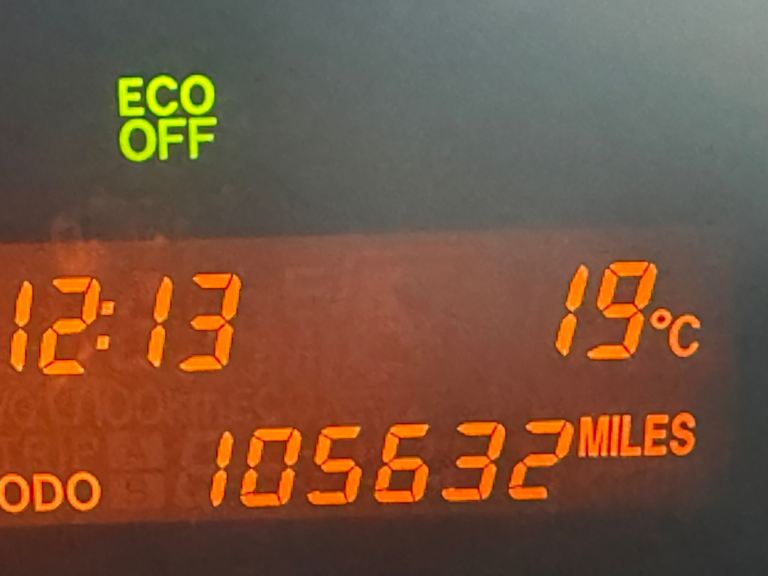 ECO
OFF
12:13 19°C
ODO 105632 MILES